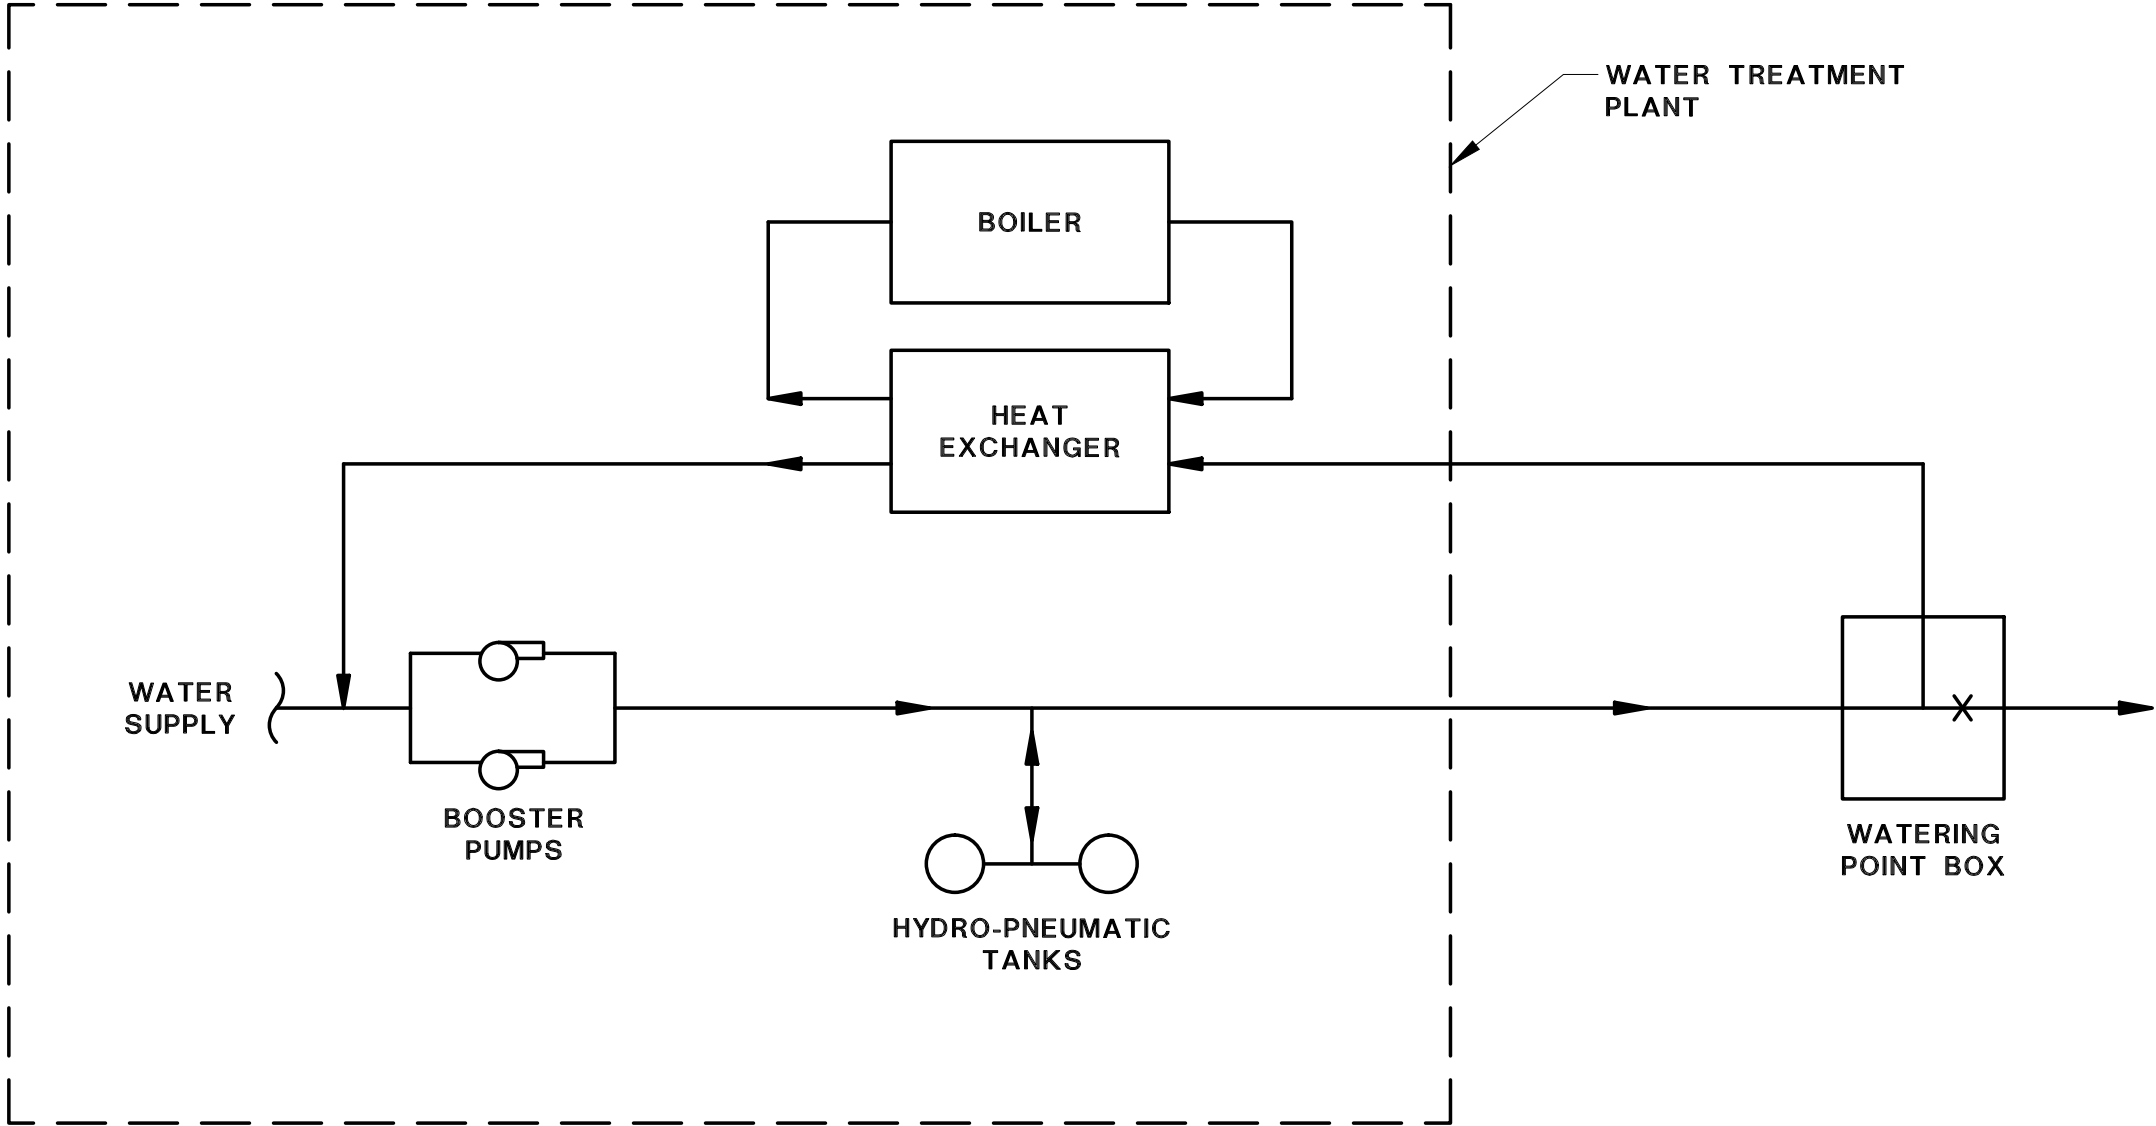 WATER TREATMENT
PLANT
BOILER
HEAT
EXCHANGER
WATER
SUPPLY
BOOSTER
PUMPS
WATERING
POINT BOX
HYDRO-PNEUMATIC
TANKS